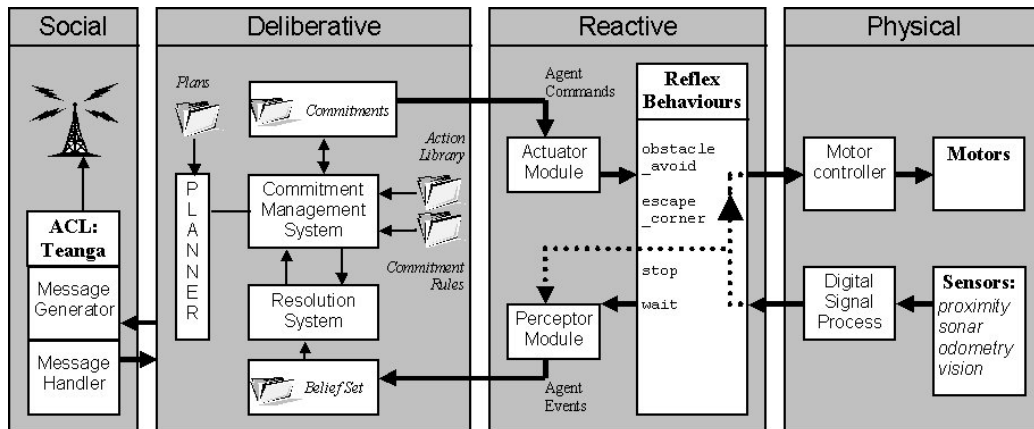 Social
Deliberative
Reactive
Physical
ACL:
Teanga
Message
Generator
Message
Handler
Plans
P
L
A
N
N
E
R
Commitments
Action
Library
Commitment
Management
System
Commitment
Rules
Resolution
System
Belief Set
Agent
Commands
Actuator
Module
Perceptor
Module
Agent
Events
Reflex
Behaviours
obstacle
_avoid
escape
_corner
stop
wait
Motor
controller
Motors
Digital
Signal
Process
Sensors:
proximity
sonar
odometry
vision